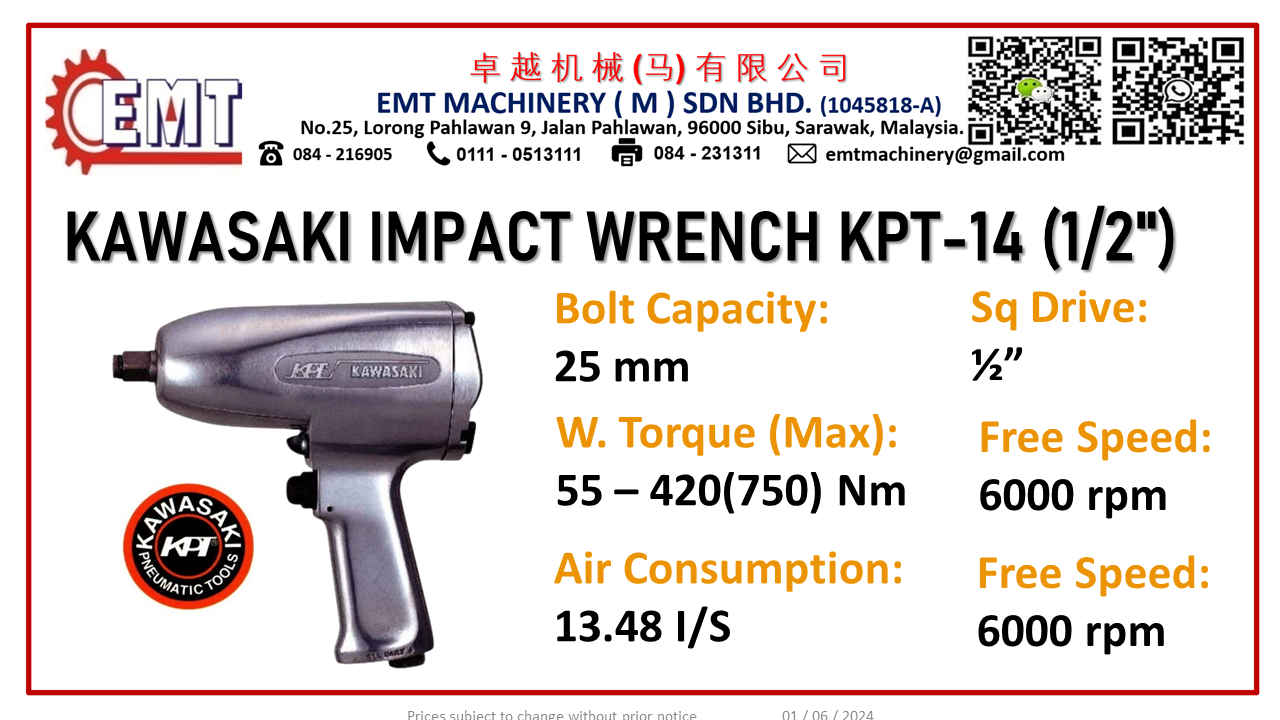 EMT
卓越机械(马)有限公司
EMT MACHINERY ( M ) SDN BHD. (1045818-A)
No.25, Lorong Pahlawan 9, Jalan Pahlawan, 96000 Sibu, Sarawak, Malaysia.
084 - 216905 0111 - 0513111 084 - 231311 emtmachinery@gmail.com
KAWASAKI IMPACT WRENCH KPT-14 (1/2")
KPT KAWASAKI
KAWASAKI
KPT®
PNEUMATIC TOOLS
Bolt Capacity:
25 mm
Sq Drive:
½”
W. Torque (Max):
55 – 420(750) Nm
Free Speed:
6000 rpm
Air Consumption:
13.48 I/S
Free Speed:
6000 rpm
Prices subject to change without prior notice 01 / 06 / 2024